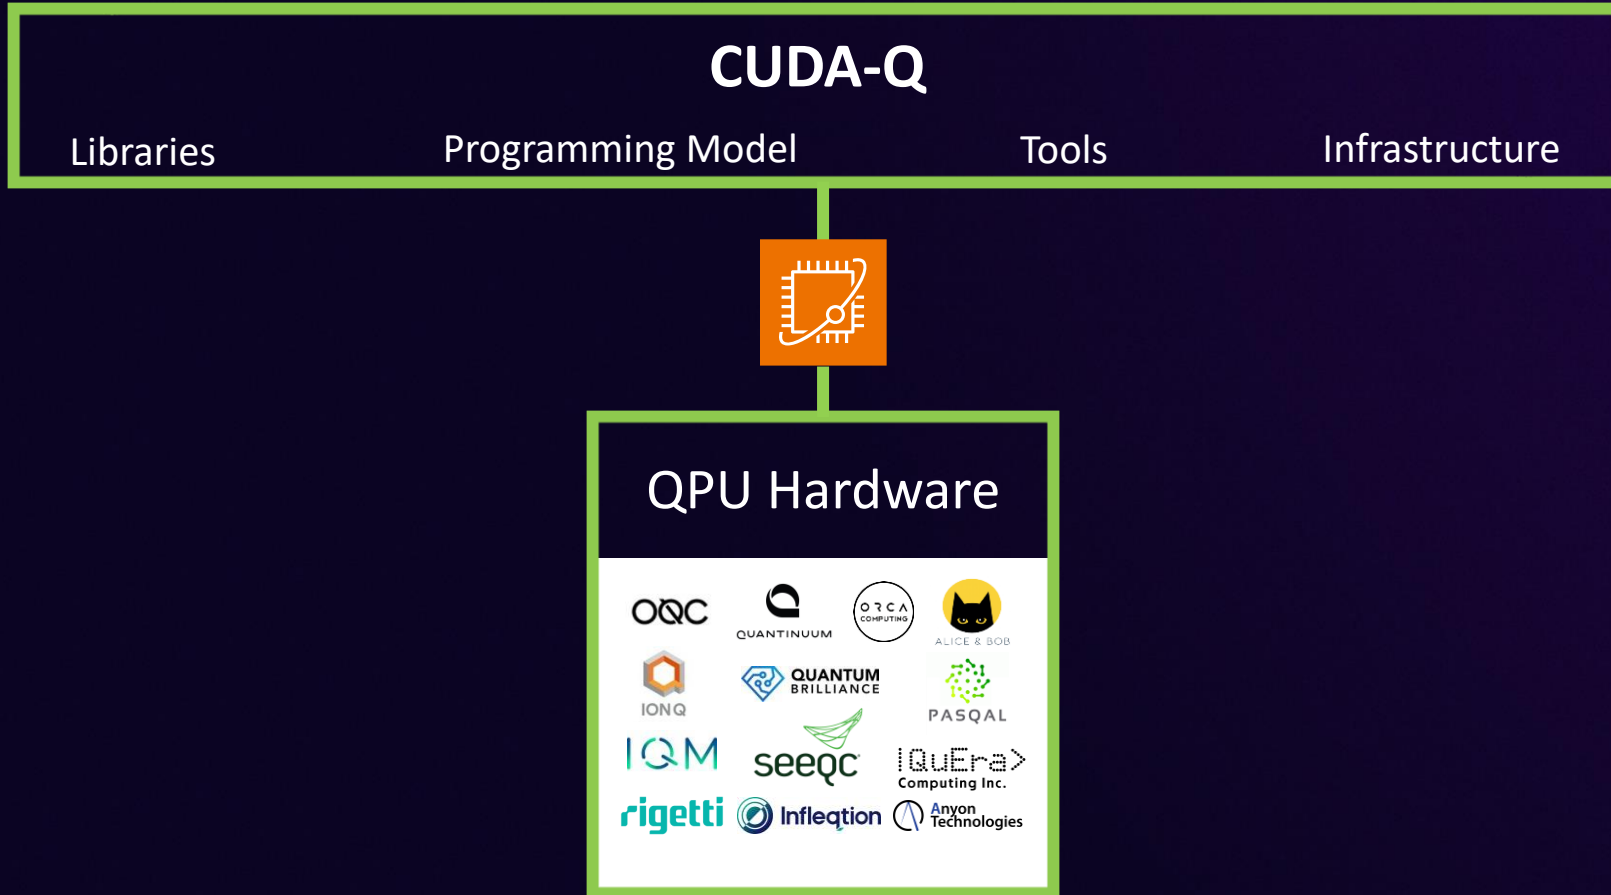 CUDA-Q
Libraries Programming Model Tools Infrastructure
QPU Hardware
OQC
QUANTINUUM
ORCA
COMPUTING
ALICE & BOB
IONQ
QUANTUM
BRILLIANCE
PASQAL
IQM
seeqc
|QuEra>
Computing Inc.
rigetti
Infleqtion
Anyon
Technologies